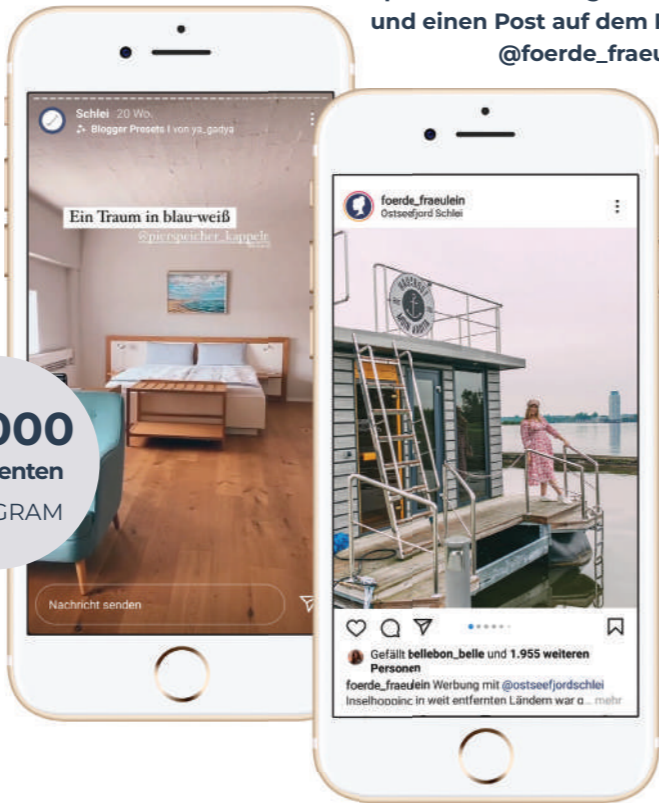 und einen Post auf dem
@foerde_frae
Schlei 20 Wo.
Blogger Presets I von ya_gadya
Ein Traum in blau-weiß
@pierspeicher_kappeln
000
enten
GRAM
Nachricht senden
foerde_fraeulein
Ostseefjord Schlei
HAUSBOOT
Gefällt bellebon_belle und 1.955 weiteren
Personen
foerde_fraeulein Werbung mit @ostseefjordschlei
Inselhopping in weit entfernten Ländern war g... mehr